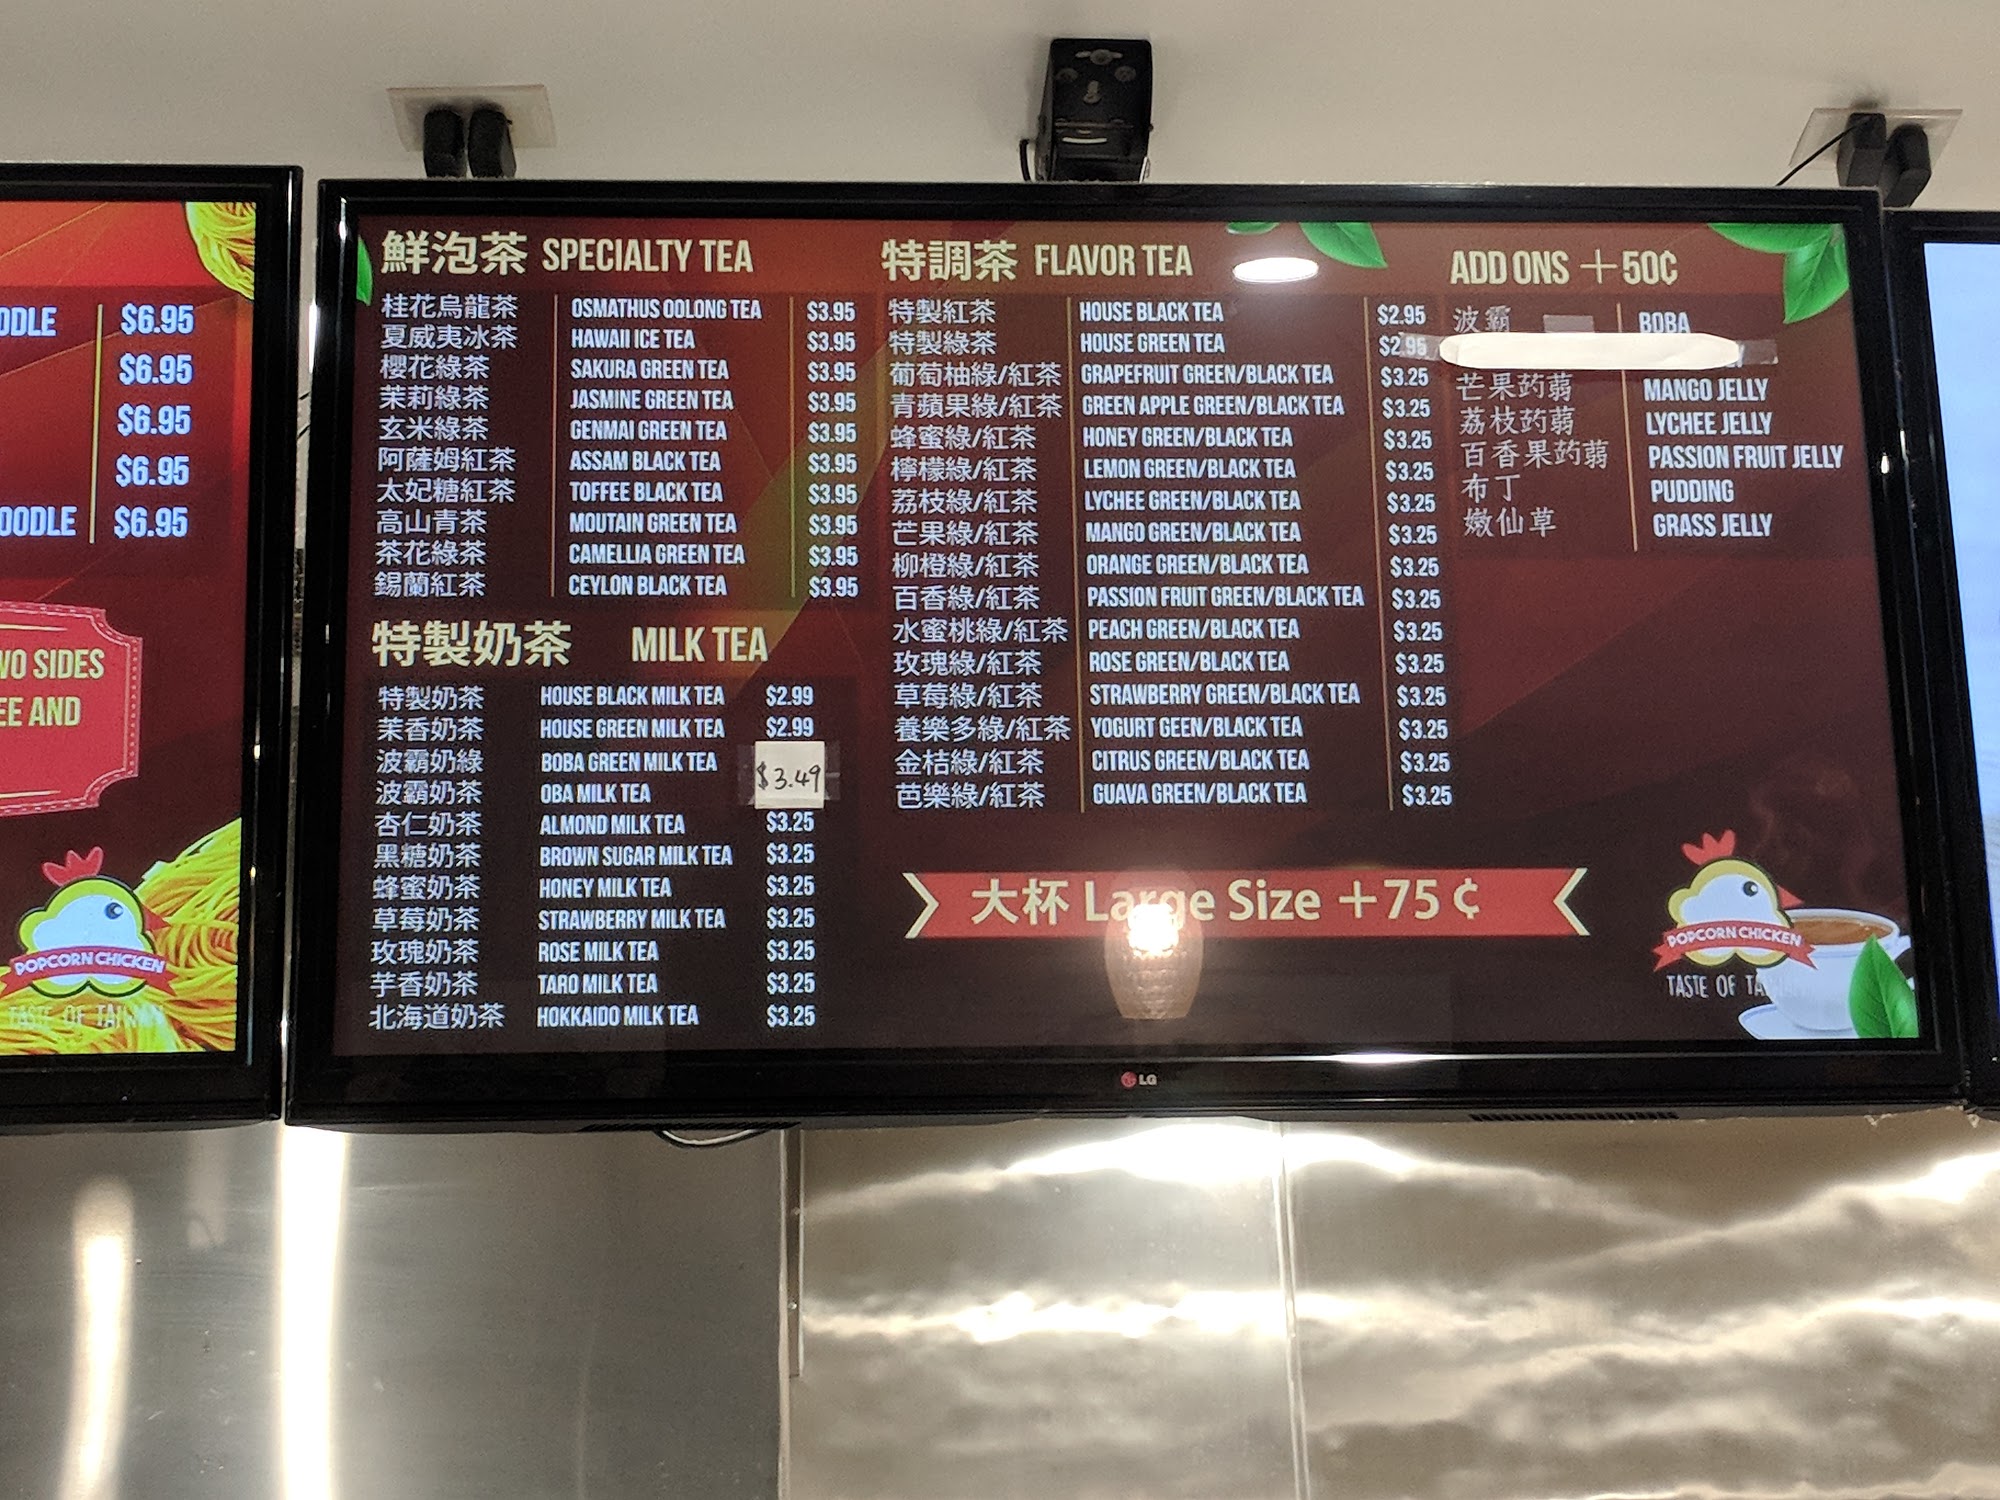 ODLE $6.95
$6.95
$6.95
$6.95
OODLE $6.95
WO SIDES
EE AND
POPCORN CHICKEN
TASTE OF TAIWAN
鮮泡茶 SPECIALTY TEA
桂花烏龍茶 OSMATHUS OOLONG TEA $3.95
夏威夷冰茶 HAWAII ICE TEA $3.95
櫻花綠茶 SAKURA GREEN TEA $3.95
茉莉綠茶 JASMINE GREEN TEA $3.95
玄米綠茶 GENMAI GREEN TEA $3.95
阿薩姆紅茶 ASSAM BLACK TEA $3.95
太妃糖紅茶 TOFFEE BLACK TEA $3.95
高山青茶 MOUTAIN GREEN TEA $3.95
茶花綠茶 CAMELLIA GREEN TEA $3.95
錫蘭紅茶 CEYLON BLACK TEA $3.95
特製奶茶 MILK TEA
特製奶茶 HOUSE BLACK MILK TEA $2.99
茉香奶茶 HOUSE GREEN MILK TEA $2.99
波霸奶綠 BOBA GREEN MILK TEA
$3.49
波霸奶茶 OBA MILK TEA
杏仁奶茶 ALMOND MILK TEA $3.25
黑糖奶茶 BROWN SUGAR MILK TEA $3.25
蜂蜜奶茶 HONEY MILK TEA $3.25
草莓奶茶 STRAWBERRY MILK TEA $3.25
玫瑰奶茶 ROSE MILK TEA $3.25
芋香奶茶 TARO MILK TEA $3.25
北海道奶茶 HOKKAIDO MILK TEA $3.25
特調茶 FLAVOR TEA
特製紅茶 HOUSE BLACK TEA $2.95
特製綠茶 HOUSE GREEN TEA $2.95
葡萄柚綠/紅茶 GRAPEFRUIT GREEN/BLACK TEA $3.25
青蘋果綠/紅茶 GREEN APPLE GREEN/BLACK TEA $3.25
蜂蜜綠/紅茶 HONEY GREEN/BLACK TEA $3.25
檸檬綠/紅茶 LEMON GREEN/BLACK TEA $3.25
荔枝綠/紅茶 LYCHEE GREEN/BLACK TEA $3.25
芒果綠/紅茶 MANGO GREEN/BLACK TEA $3.25
柳橙綠/紅茶 ORANGE GREEN/BLACK TEA $3.25
百香綠/紅茶 PASSION FRUIT GREEN/BLACK TEA $3.25
水蜜桃綠/紅茶 PEACH GREEN/BLACK TEA $3.25
玫瑰綠/紅茶 ROSE GREEN/BLACK TEA $3.25
草莓綠/紅茶 STRAWBERRY GREEN/BLACK TEA $3.25
養樂多綠/紅茶 YOGURT GEEN/BLACK TEA $3.25
金桔綠/紅茶 CITRUS GREEN/BLACK TEA $3.25
芭樂綠/紅茶 GUAVA GREEN/BLACK TEA $3.25
大杯 Large Size +75¢
ADD ONS +50¢
波霸 BOBA
芒果蒟蒻 MANGO JELLY
荔枝蒟蒻 LYCHEE JELLY
百香果蒟蒻 PASSION FRUIT JELLY
布丁 PUDDING
嫩仙草 GRASS JELLY
POPCORN CHICKEN
TASTE OF
LG